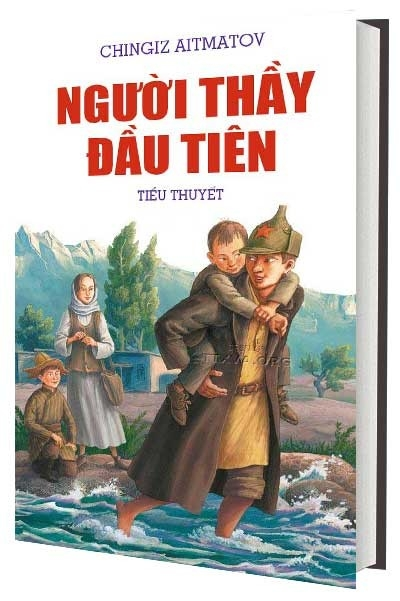 CHINGIZ AITMATOV
NGƯỜI THẦY
ĐẦU TIÊN
TIỂU THUYẾT